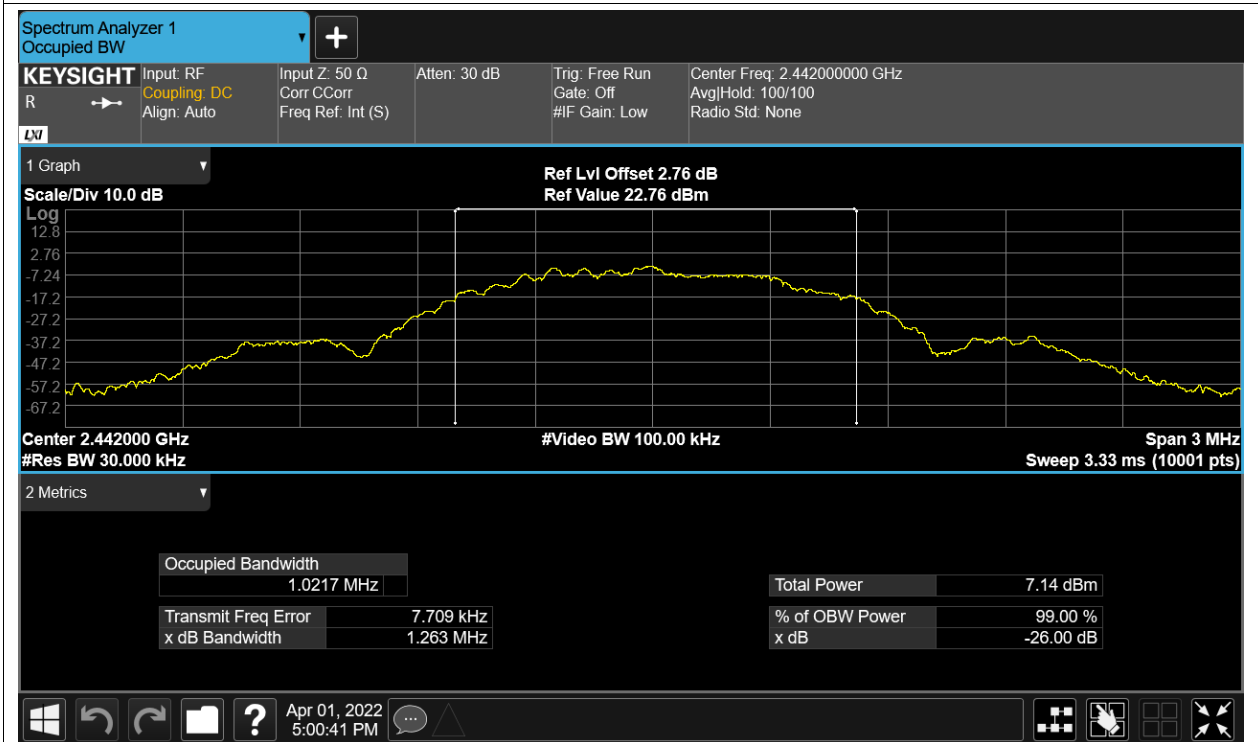 Spectrum Analyzer 1
Occupied BW
+
KEYSIGHT
R
LXI
Input: RF
Coupling: DC
Align: Auto
Input Z: 50 Ω
Corr CCorr
Freq Ref: Int (S)
Atten: 30 dB
Trig: Free Run
Gate: Off
#IF Gain: Low
Center Freq: 2.442000000 GHz
Avg|Hold: 100/100
Radio Std: None
1 Graph
Scale/Div 10.0 dB
Ref Lvl Offset 2.76 dB
Ref Value 22.76 dBm
Log
12.8
2.76
-7.24
-17.2
-27.2
-37.2
-47.2
-57.2
-67.2
Center 2.442000 GHz
#Video BW 100.00 kHz
Span 3 MHz
#Res BW 30.000 kHz
Sweep 3.33 ms (10001 pts)
2 Metrics
Occupied Bandwidth
1.0217 MHz
Total Power 7.14 dBm
Transmit Freq Error 7.709 kHz
% of OBW Power 99.00 %
x dB Bandwidth 1.263 MHz
x dB -26.00 dB
?
Apr 01, 2022
5:00:41 PM